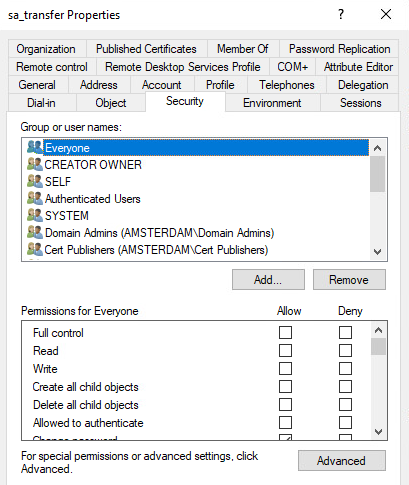 sa_transfer Properties ? ×
Organization Published Certificates Member Of Password Replication
Remote control Remote Desktop Services Profile COM+ Attribute Editor
General Address Account Profile Telephones Delegation
Dial-in Object Security Environment Sessions
Group or user names:
Everyone
CREATOR OWNER
SELF
Authenticated Users
SYSTEM
Domain Admins (AMSTERDAM\Domain Admins)
Cert Publishers (AMSTERDAM\Cert Publishers)
Add... Remove
Permissions for Everyone Allow Deny
Full control
Read
Write
Create all child objects
Delete all child objects
Allowed to authenticate
Change password
For special permissions or advanced settings, click
Advanced.
Advanced